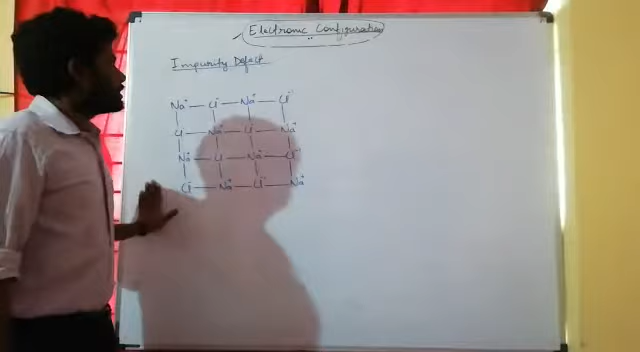 Electronic Configuration
Impurity Defect
Na⁺ — Cl⁻ — Na⁺ — Cl⁻
Cl⁻ — Na⁺ — Cl⁻ — Na⁺
Na⁺ — Cl⁻ — Na⁺ — Cl⁻
Cl⁻ — Na⁺ — Cl⁻ — Na⁺